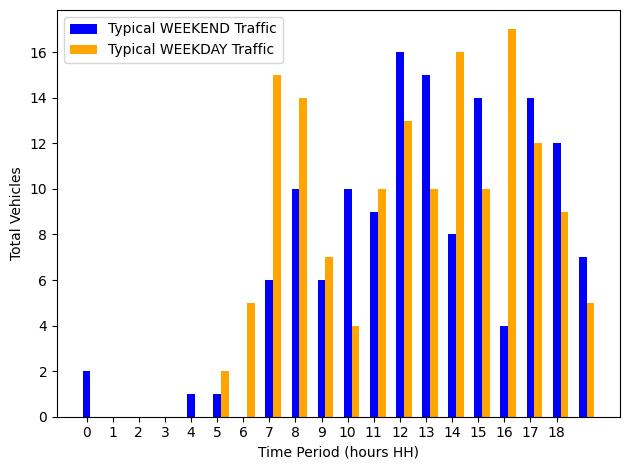 Typical WEEKEND Traffic
Typical WEEKDAY Traffic
Total Vehicles
16
14
12
10
8
6
4
2
0
0 1 2 3 4 5 6 7 8 9 10 11 12 13 14 15 16 17 18
Time Period (hours HH)